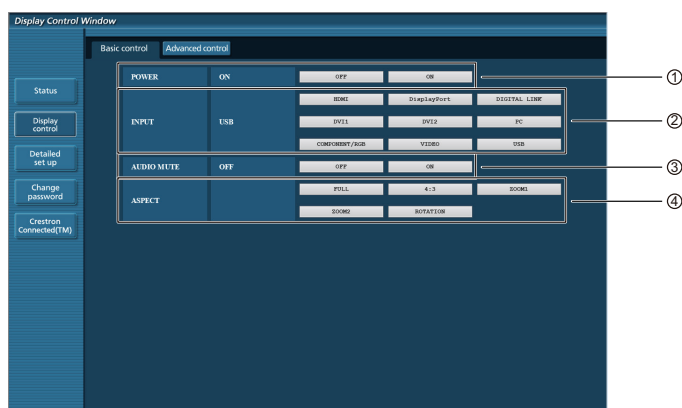 Display Control Window
Basic control Advanced control
POWER ON OFF ON ①
Status
HDMI DisplayPort DIGITAL LINK
Display control
INPUT USB DVI1 DVI2 PC ②
COMPONENT/RGB VIDEO USB
Detailed set up
AUDIO MUTE OFF OFF ON ③
Change password
ASPECT FULL 4:3 ZOOM1 ④
ZOOM2 ROTATION
Crestron Connected(TM)